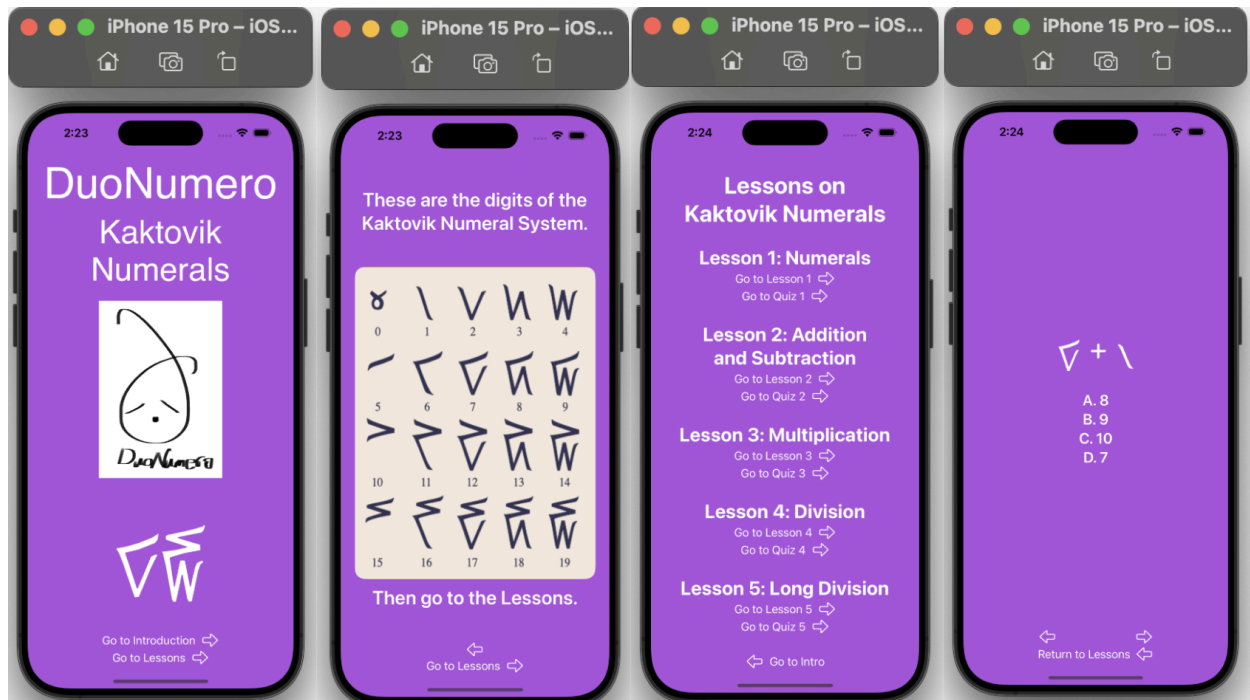 iPhone 15 Pro – iOS...
2:23
DuoNumero
Kaktovik
Numerals
𝋇𝋓
Go to Introduction
Go to Lessons
iPhone 15 Pro – iOS...
2:23
These are the digits of the
Kaktovik Numeral System.
𝋀 𝋁 𝋂 𝋃 𝋄
0 1 2 3 4
𝋅 𝋆 𝋇 𝋈 𝋉
5 6 7 8 9
𝋊 𝋋 𝋌 𝋍 𝋎
10 11 12 13 14
𝋏 𝋐 𝋑 𝋒 𝋓
15 16 17 18 19
Then go to the Lessons.
Go to Lessons
iPhone 15 Pro – iOS...
2:24
Lessons on
Kaktovik Numerals
Lesson 1: Numerals
Go to Lesson 1
Go to Quiz 1
Lesson 2: Addition
and Subtraction
Go to Lesson 2
Go to Quiz 2
Lesson 3: Multiplication
Go to Lesson 3
Go to Quiz 3
Lesson 4: Division
Go to Lesson 4
Go to Quiz 4
Lesson 5: Long Division
Go to Lesson 5
Go to Quiz 5
Go to Intro
iPhone 15 Pro – iOS...
2:24
𝋇 + 𝋁
A. 8
B. 9
C. 10
D. 7
Return to Lessons